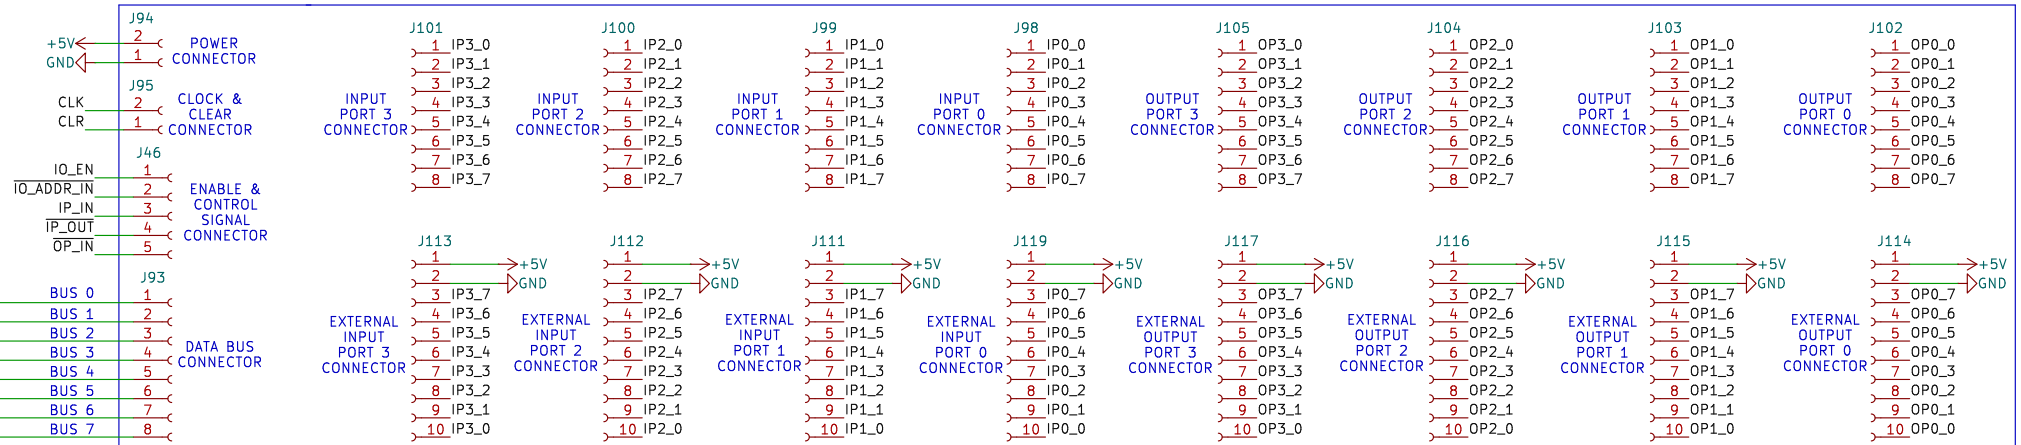 J94
+5V 2
GND 1
POWER
CONNECTOR
J95
CLK 2
CLR 1
CLOCK &
CLEAR
CONNECTOR
J46
IO_EN 1
IO_ADDR_IN 2
IP_IN 3
IP_OUT 4
OP_IN 5
ENABLE &
CONTROL
SIGNAL
CONNECTOR
J93
BUS 0 1
BUS 1 2
BUS 2 3
BUS 3 4
BUS 4 5
BUS 5 6
BUS 6 7
BUS 7 8
DATA BUS
CONNECTOR
J101
INPUT
PORT 3
CONNECTOR
1 IP3_0
2 IP3_1
3 IP3_2
4 IP3_3
5 IP3_4
6 IP3_5
7 IP3_6
8 IP3_7
J100
INPUT
PORT 2
CONNECTOR
1 IP2_0
2 IP2_1
3 IP2_2
4 IP2_3
5 IP2_4
6 IP2_5
7 IP2_6
8 IP2_7
J99
INPUT
PORT 1
CONNECTOR
1 IP1_0
2 IP1_1
3 IP1_2
4 IP1_3
5 IP1_4
6 IP1_5
7 IP1_6
8 IP1_7
J98
INPUT
PORT 0
CONNECTOR
1 IP0_0
2 IP0_1
3 IP0_2
4 IP0_3
5 IP0_4
6 IP0_5
7 IP0_6
8 IP0_7
J105
OUTPUT
PORT 3
CONNECTOR
1 OP3_0
2 OP3_1
3 OP3_2
4 OP3_3
5 OP3_4
6 OP3_5
7 OP3_6
8 OP3_7
J104
OUTPUT
PORT 2
CONNECTOR
1 OP2_0
2 OP2_1
3 OP2_2
4 OP2_3
5 OP2_4
6 OP2_5
7 OP2_6
8 OP2_7
J103
OUTPUT
PORT 1
CONNECTOR
1 OP1_0
2 OP1_1
3 OP1_2
4 OP1_3
5 OP1_4
6 OP1_5
7 OP1_6
8 OP1_7
J102
OUTPUT
PORT 0
CONNECTOR
1 OP0_0
2 OP0_1
3 OP0_2
4 OP0_3
5 OP0_4
6 OP0_5
7 OP0_6
8 OP0_7
J113
EXTERNAL
INPUT
PORT 3
CONNECTOR
1 +5V
2 GND
3 IP3_7
4 IP3_6
5 IP3_5
6 IP3_4
7 IP3_3
8 IP3_2
9 IP3_1
10 IP3_0
J112
EXTERNAL
INPUT
PORT 2
CONNECTOR
1 +5V
2 GND
3 IP2_7
4 IP2_6
5 IP2_5
6 IP2_4
7 IP2_3
8 IP2_2
9 IP2_1
10 IP2_0
J111
EXTERNAL
INPUT
PORT 1
CONNECTOR
1 +5V
2 GND
3 IP1_7
4 IP1_6
5 IP1_5
6 IP1_4
7 IP1_3
8 IP1_2
9 IP1_1
10 IP1_0
J119
EXTERNAL
INPUT
PORT 0
CONNECTOR
1 +5V
2 GND
3 IP0_7
4 IP0_6
5 IP0_5
6 IP0_4
7 IP0_3
8 IP0_2
9 IP0_1
10 IP0_0
J117
EXTERNAL
OUTPUT
PORT 3
CONNECTOR
1 +5V
2 GND
3 OP3_7
4 OP3_6
5 OP3_5
6 OP3_4
7 OP3_3
8 OP3_2
9 OP3_1
10 OP3_0
J116
EXTERNAL
OUTPUT
PORT 2
CONNECTOR
1 +5V
2 GND
3 OP2_7
4 OP2_6
5 OP2_5
6 OP2_4
7 OP2_3
8 OP2_2
9 OP2_1
10 OP2_0
J115
EXTERNAL
OUTPUT
PORT 1
CONNECTOR
1 +5V
2 GND
3 OP1_7
4 OP1_6
5 OP1_5
6 OP1_4
7 OP1_3
8 OP1_2
9 OP1_1
10 OP1_0
J114
EXTERNAL
OUTPUT
PORT 0
CONNECTOR
1 +5V
2 GND
3 OP0_7
4 OP0_6
5 OP0_5
6 OP0_4
7 OP0_3
8 OP0_2
9 OP0_1
10 OP0_0